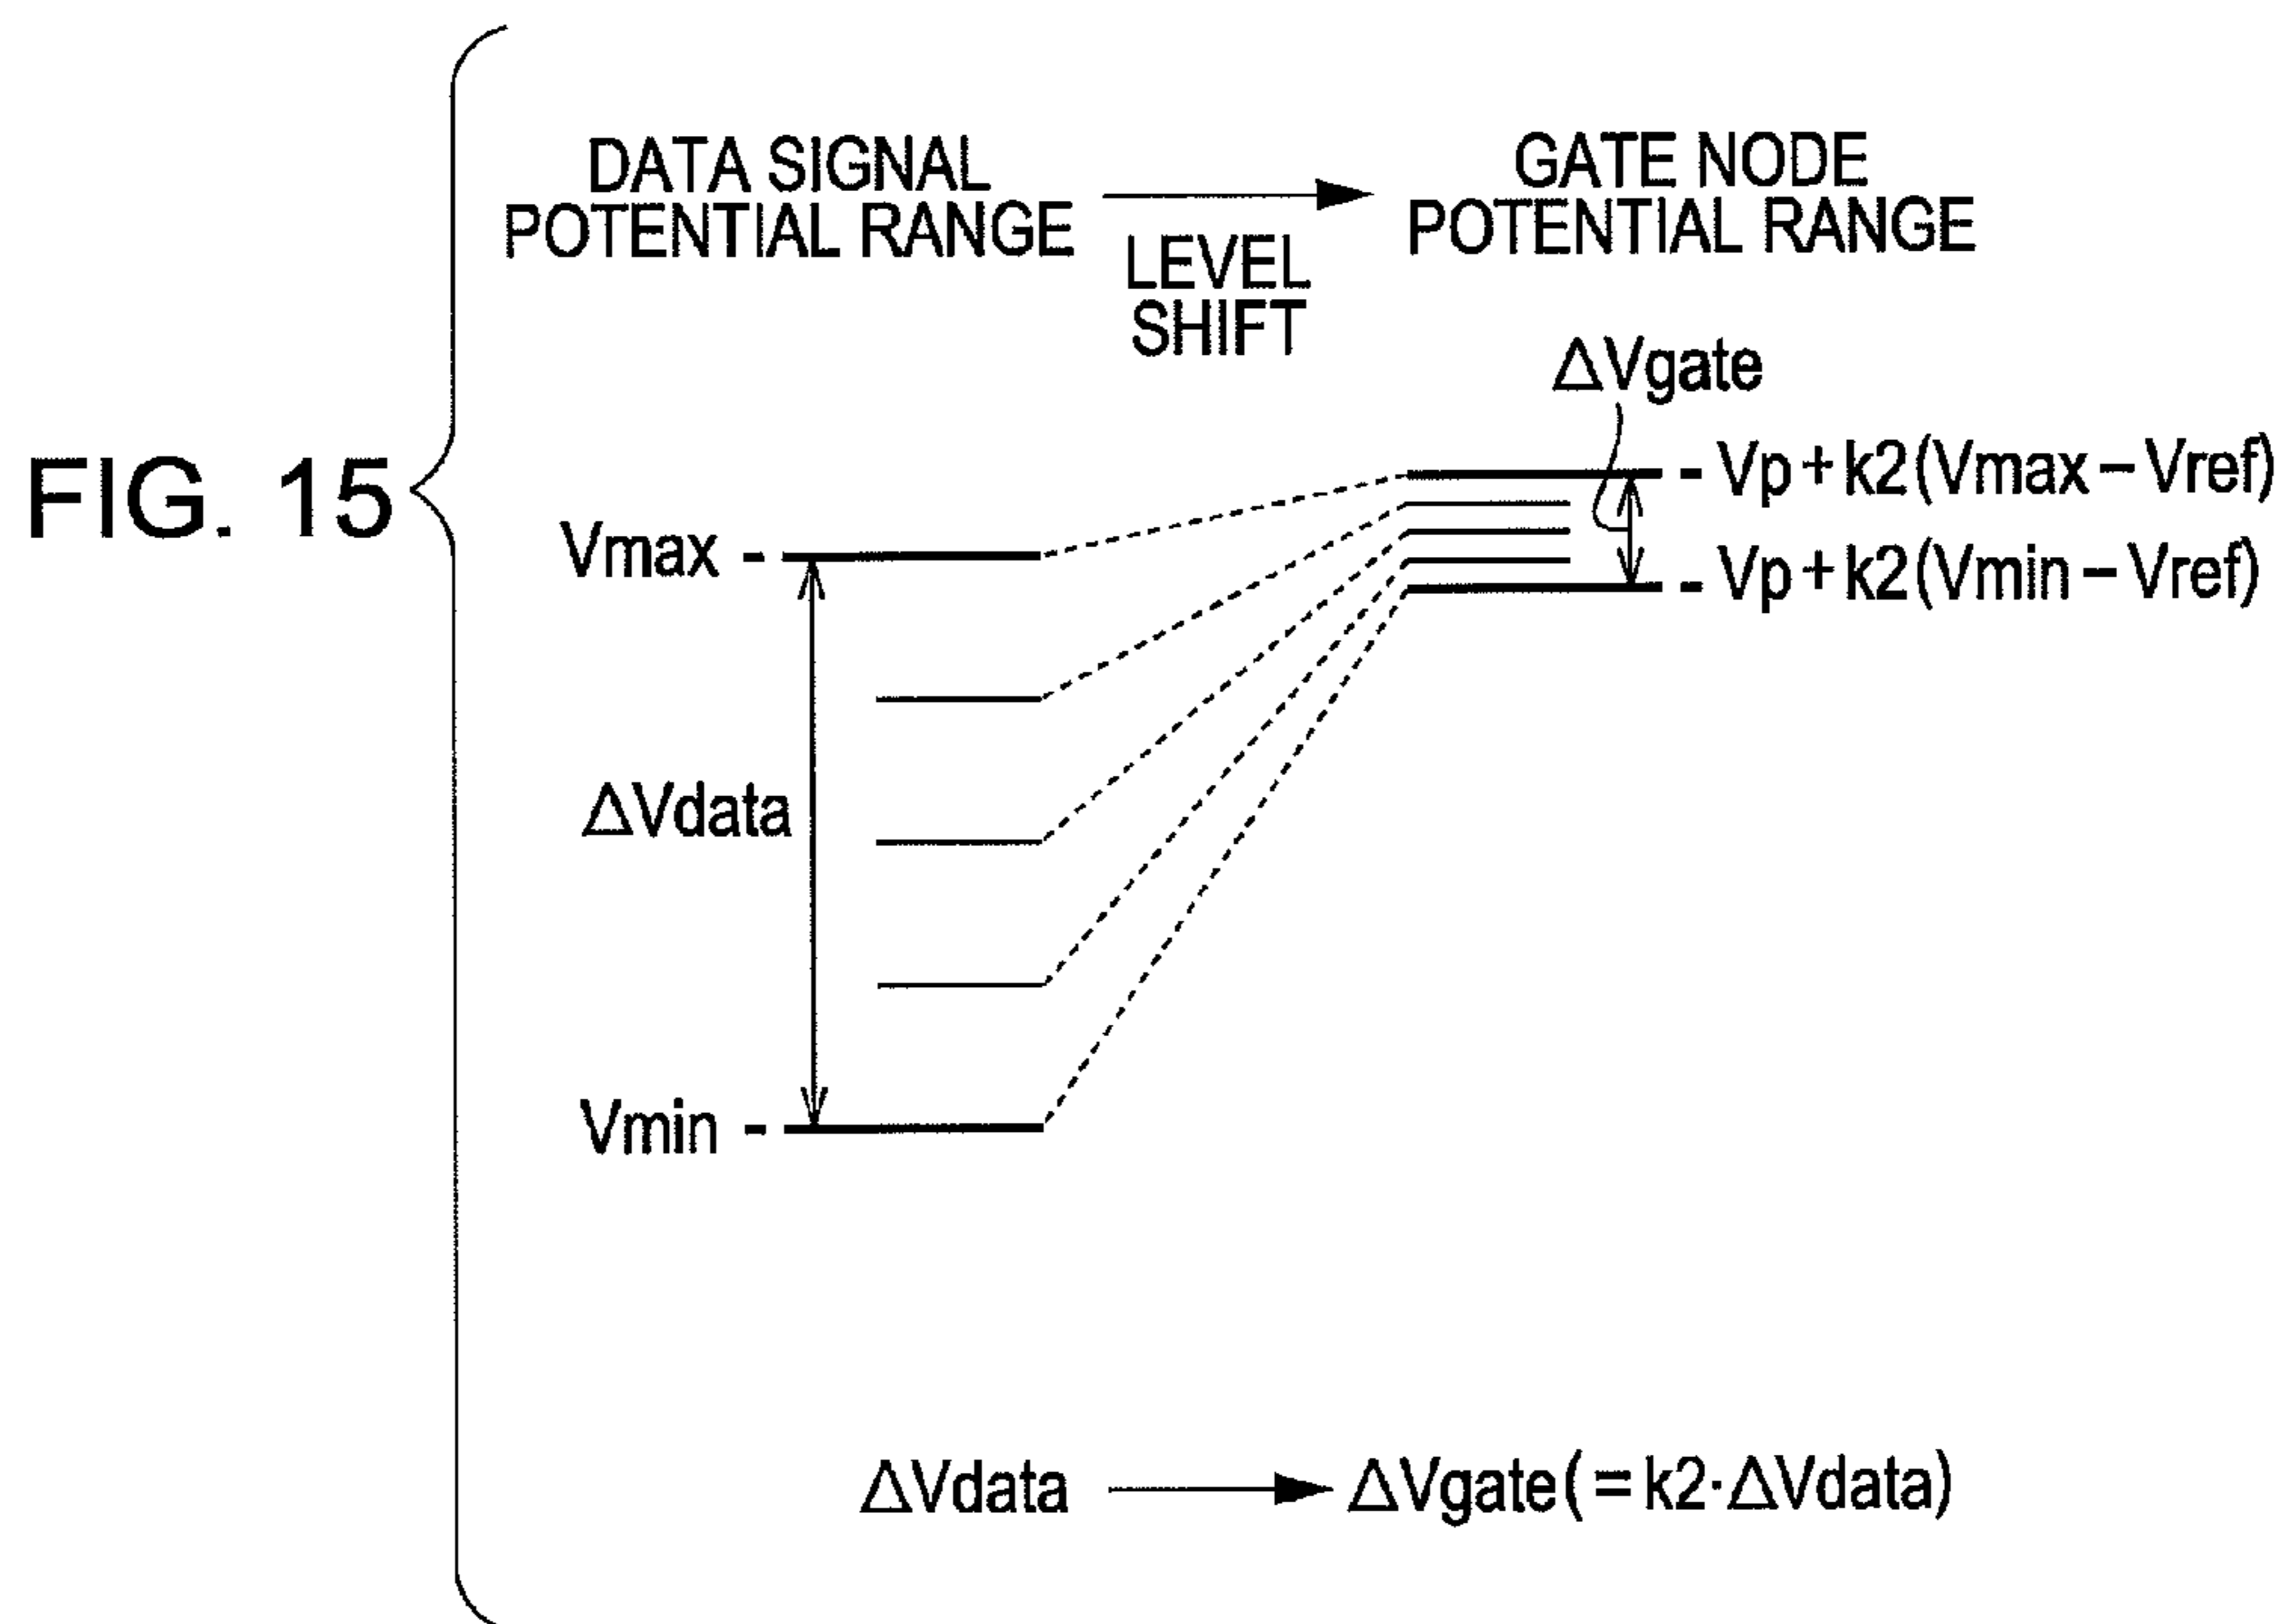 FIG. 15
DATA SIGNAL
POTENTIAL RANGE
LEVEL
SHIFT
GATE NODE
POTENTIAL RANGE
ΔVgate
Vp + k2(Vmax – Vref)
Vp + k2(Vmin – Vref)
Vmax
ΔVdata
Vmin
ΔVdata
ΔVgate( = k2·ΔVdata)